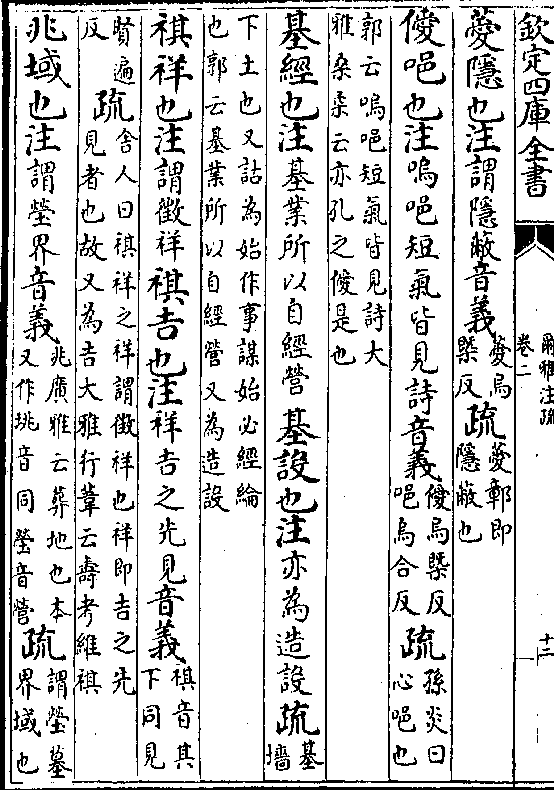 欽定四庫全書
爾雅注疏
卷二
十二
薆隱也注謂隱蔽音義薆烏槩反疏薆鄣即隱蔽也
僾唈也注嗚唈短氣皆見詩音義僾烏槩反唈烏合反疏孫炎曰心唈也
郭云嗚唈短氣皆見詩大
雅桑柔云亦孔之僾是也
基經也注基業所以自經營基設也注亦為造設疏基墻
下土也又詁為始作事謀始必經綸
也郭云基業所以自經營又為造設
祺祥也注謂徵祥祺吉也注祥吉之先見音義祺音其下同見
賢遍反疏舍人曰祺祥之祥謂徵祥也祥即吉之先見者也故又為吉大雅行葦云壽考維祺
兆域也注謂塋界音義兆廣雅云葬地也本又作垗音同塋音營疏謂塋墓界域也